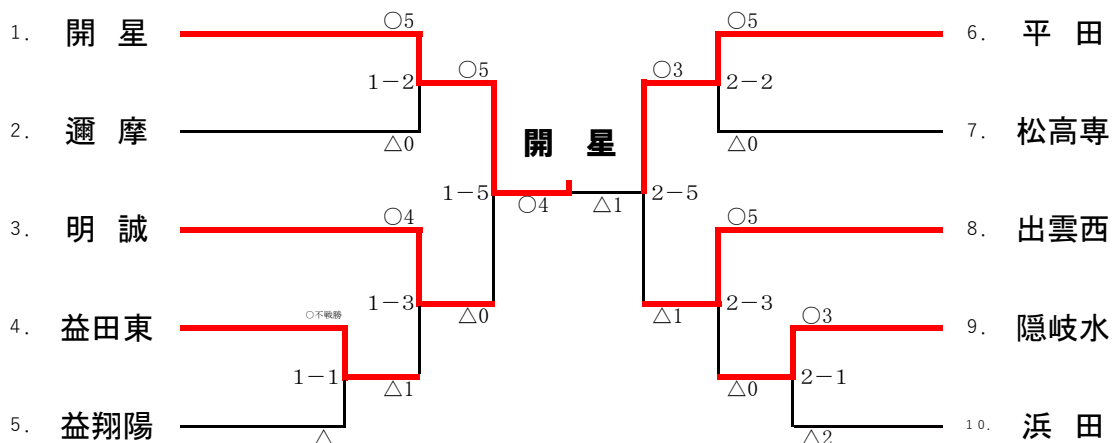 1. 開 星
○5
1-2
2. 邇 摩
△0
○5
3. 明 誠
○4
1-3
4. 益田東
○不戦勝
1-1
5. 益翔陽
△
△1
△0
1-5
○4
開 星
△1
2-5
○3
○5
6. 平 田
2-2
△0
7. 松高専
○5
8. 出雲西
2-3
△1
○3
9. 隠岐水
2-1
△0
△2
10. 浜 田